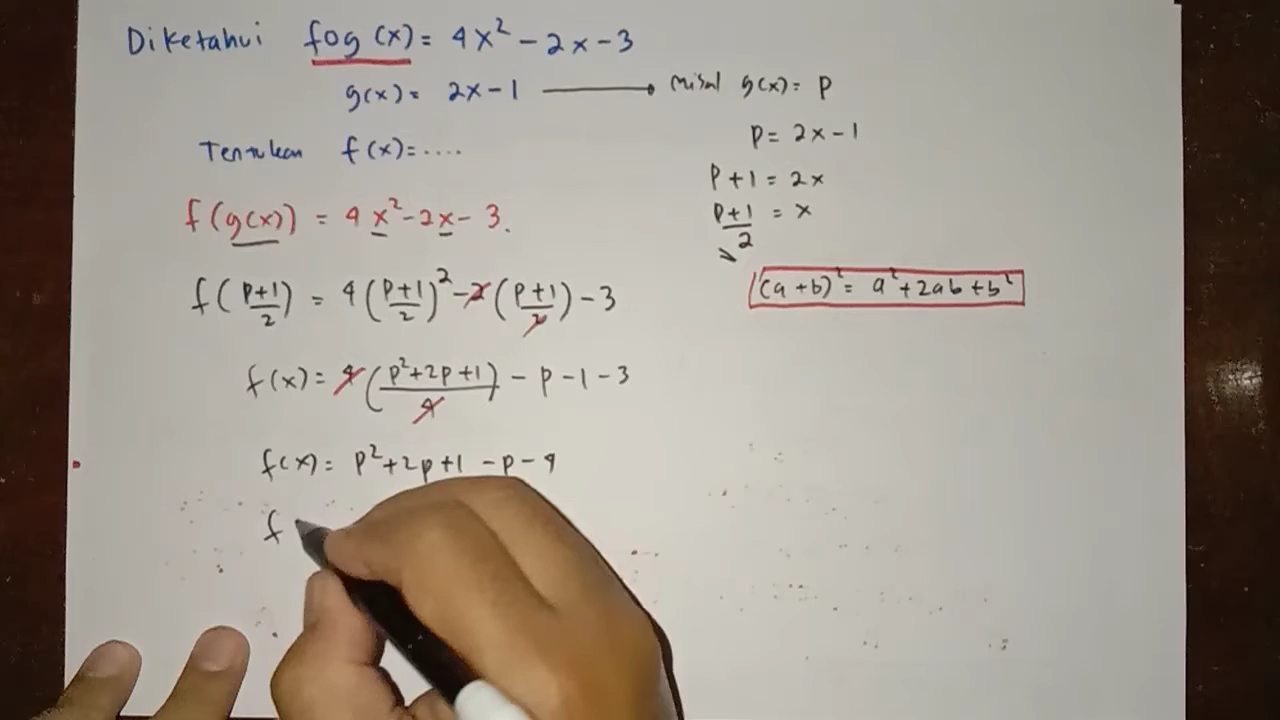 Diketahui fog (x) = 4x² - 2x - 3
g(x) = 2x - 1 → misal g(x) = p
p = 2x - 1
Tentukan f(x) = ....
p + 1 = 2x
p+1/2 = x
f(g(x)) = 4x² - 2x - 3.
(a + b)² = a² + 2ab + b²
f(p+1/2) = 4(p+1/2)² - 2(p+1/2) - 3
f(x) = 4(p²+2p+1/4) - p - 1 - 3
f(x) = p² + 2p + 1 - p - 4
f